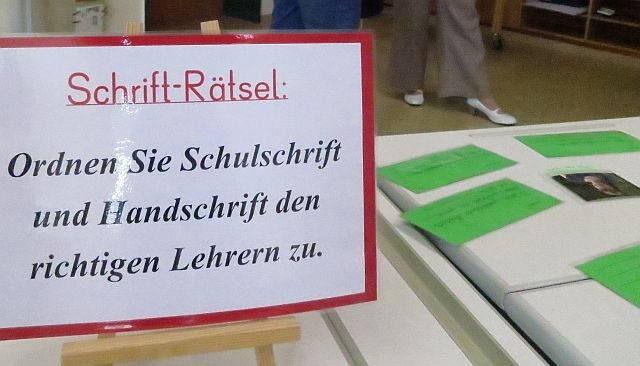 Schrift-Rätsel:
Ordnen Sie Schulschrift
und Handschrift den
richtigen Lehrern zu.